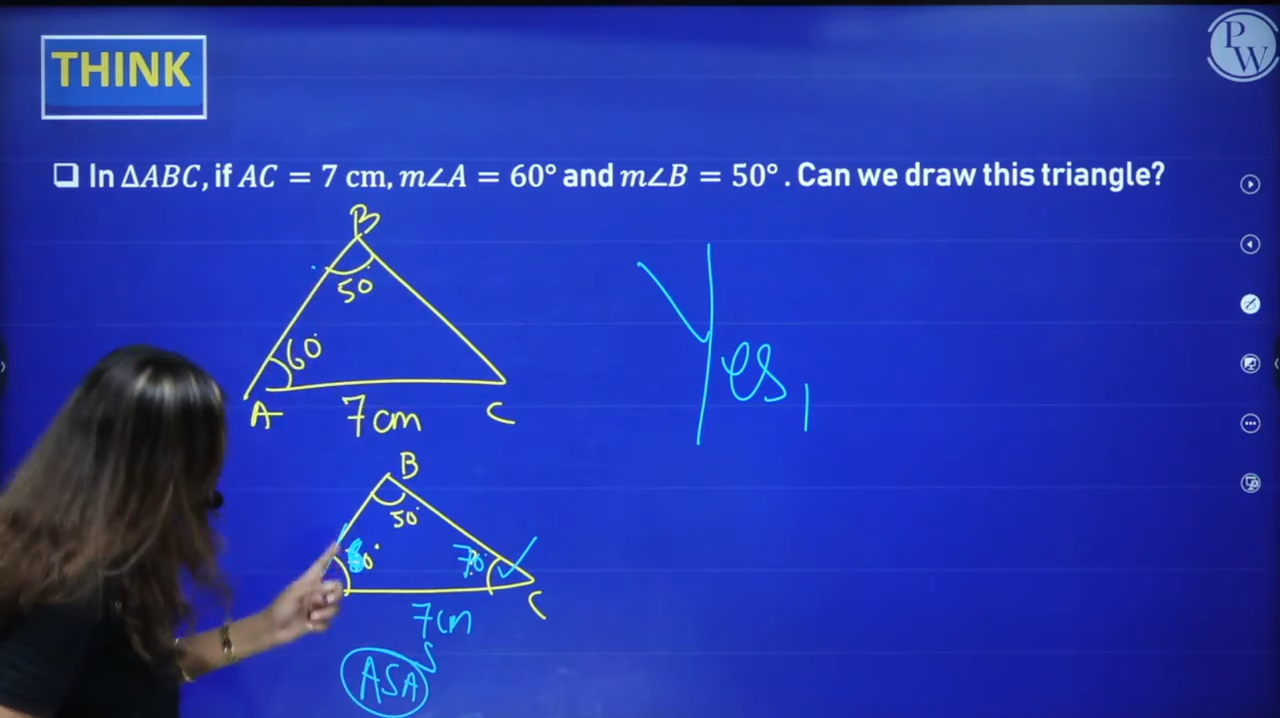 THINK
PW
❑ In ΔABC, if AC = 7 cm, m∠A = 60° and m∠B = 50°. Can we draw this triangle?
B
50
60°
A 7cm C
Yes,
B
50°
60° 70°
7cm C
ASA